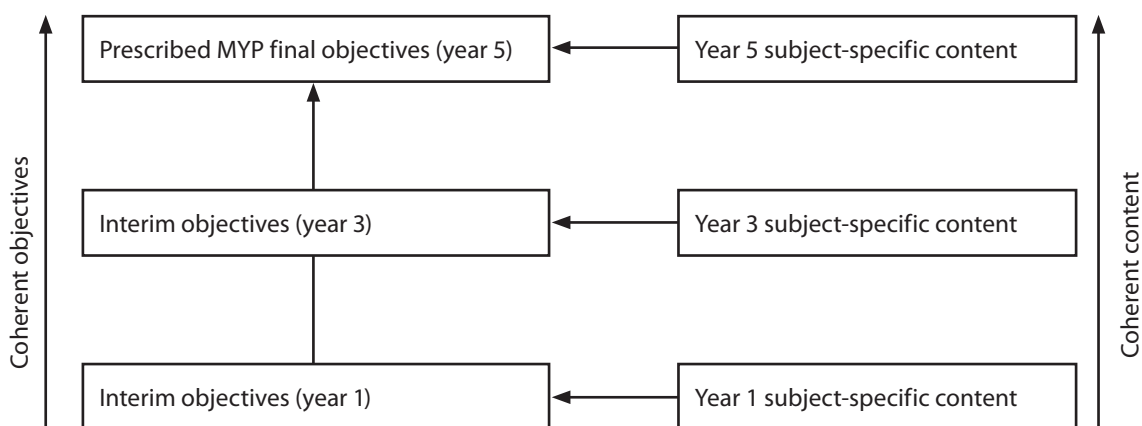 Prescribed MYP final objectives (year 5)
Year 5 subject-specific content
Coherent objectives
Interim objectives (year 3)
Year 3 subject-specific content
Coherent content
Interim objectives (year 1)
Year 1 subject-specific content